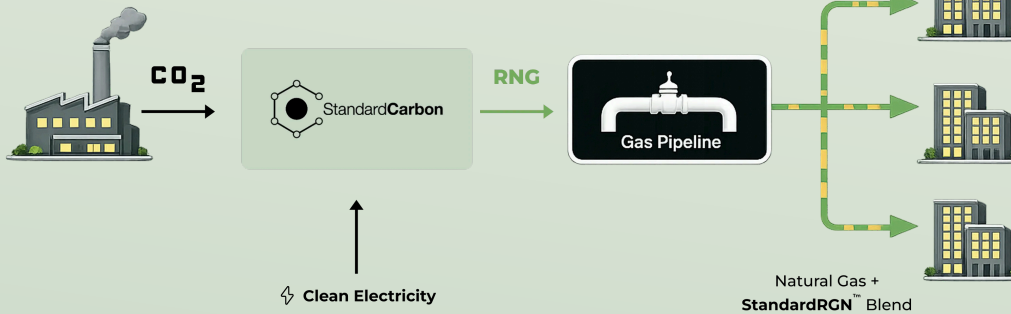 CO2
StandardCarbon
RNG
Gas Pipeline
Clean Electricity
Natural Gas +
StandardRGN™ Blend